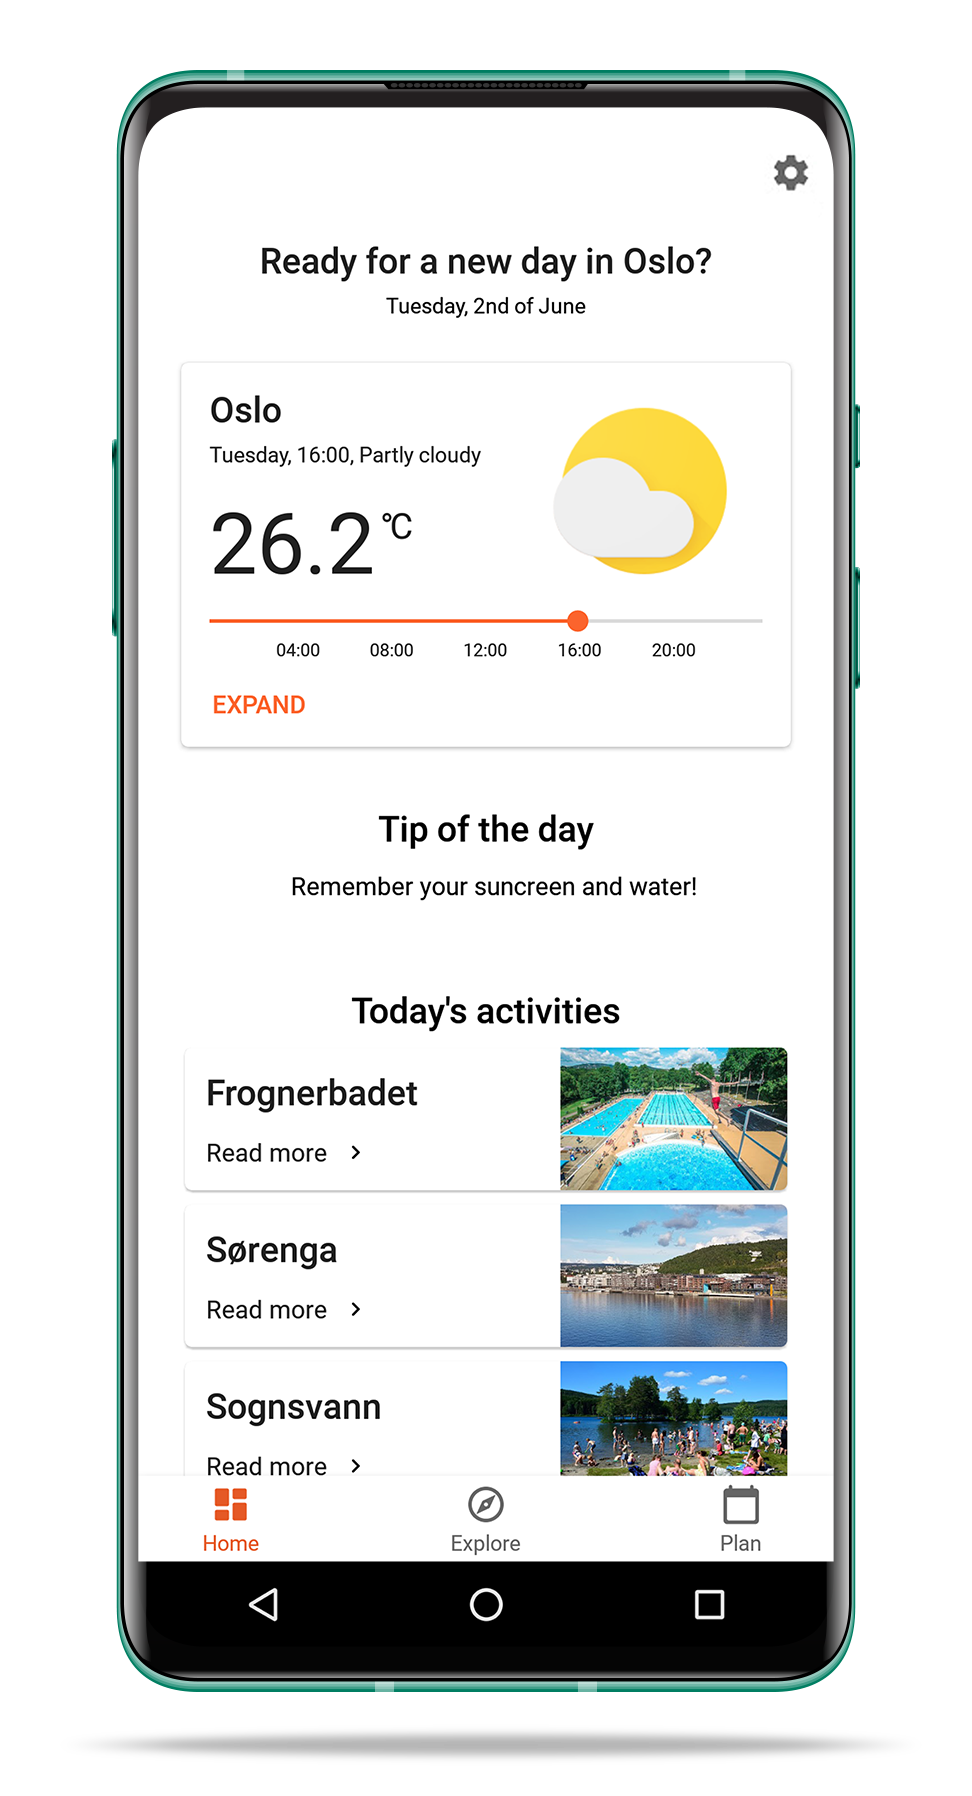 Ready for a new day in Oslo?
Tuesday, 2nd of June
Oslo
Tuesday, 16:00, Partly cloudy
26.2 °C
04:00 08:00 12:00 16:00 20:00
EXPAND
Tip of the day
Remember your suncreen and water!
Today's activities
Frognerbadet
Read more >
Sørenga
Read more >
Sognsvann
Read more >
Home Explore Plan